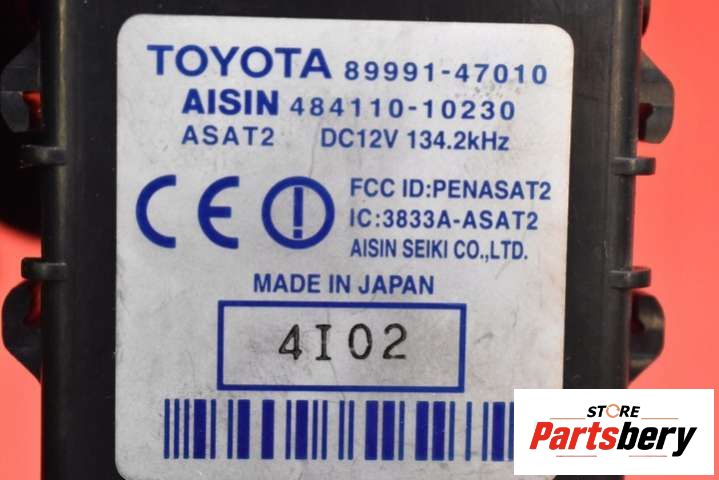 TOYOTA 89991-47010
AISIN 484110-10230
ASAT2 DC12V 134.2kHz
CE FCC ID:PENASAT2
IC:3833A-ASAT2
AISIN SEIKI CO.,LTD.
MADE IN JAPAN
4I02
STORE
Partsbery